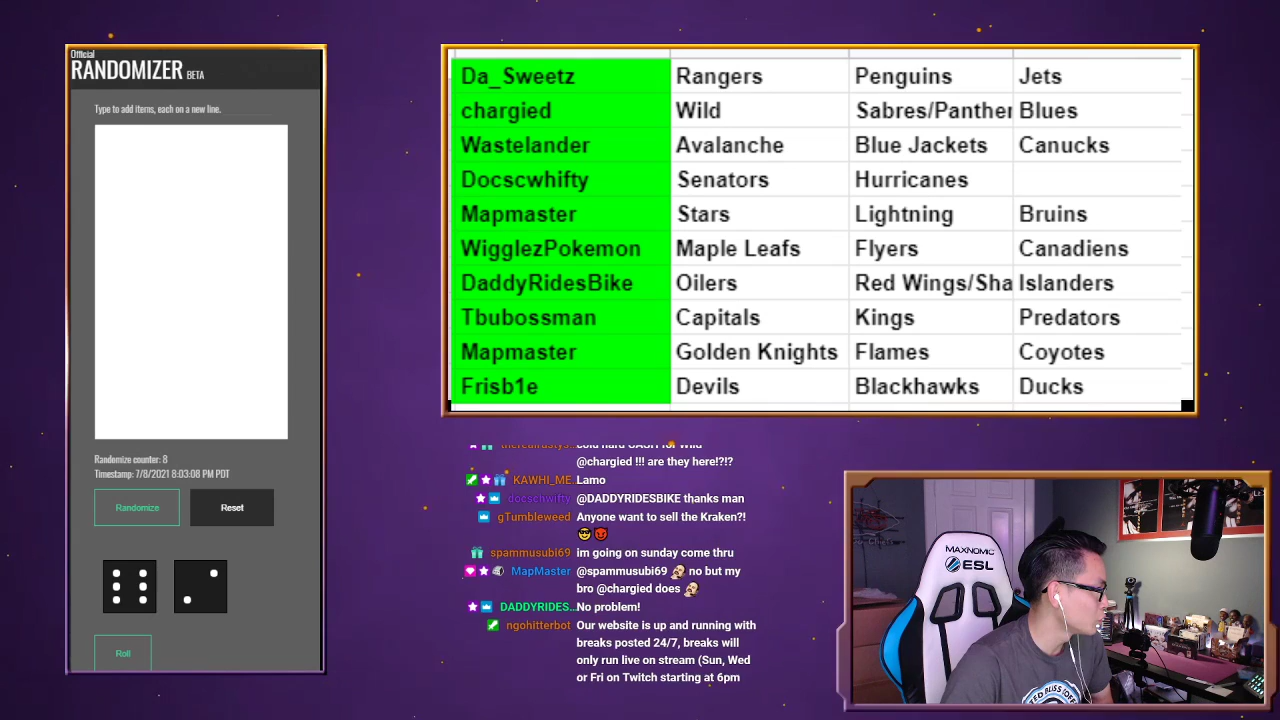 Official
RANDOMIZER BETA
Type to add items, each on a new line.
Randomize counter: 8
Timestamp: 7/8/2021 8:03:08 PM PDT
Randomize Reset
Roll
Da_Sweetz Rangers Penguins Jets
chargied Wild Sabres/Panther Blues
Wastelander Avalanche Blue Jackets Canucks
Docscwhifty Senators Hurricanes
Mapmaster Stars Lightning Bruins
WigglezPokemon Maple Leafs Flyers Canadiens
DaddyRidesBike Oilers Red Wings/Sha Islanders
Tbubossman Capitals Kings Predators
Mapmaster Golden Knights Flames Coyotes
Frisb1e Devils Blackhawks Ducks
@chargied !!! are they here!?!?
KAWHI_ME.. Lamo
docschwifty @DADDYRIDESBIKE thanks man
gTumbleweed Anyone want to sell the Kraken?!
spammusubi69 im going on sunday come thru
MapMaster @spammusubi69 no but my
bro @chargied does
DADDYRIDES.. No problem!
ngohitterbot Our website is up and running with
breaks posted 24/7, breaks will
only run live on stream (Sun, Wed
or Fri on Twitch starting at 6pm
MAXNOMIC
ESL